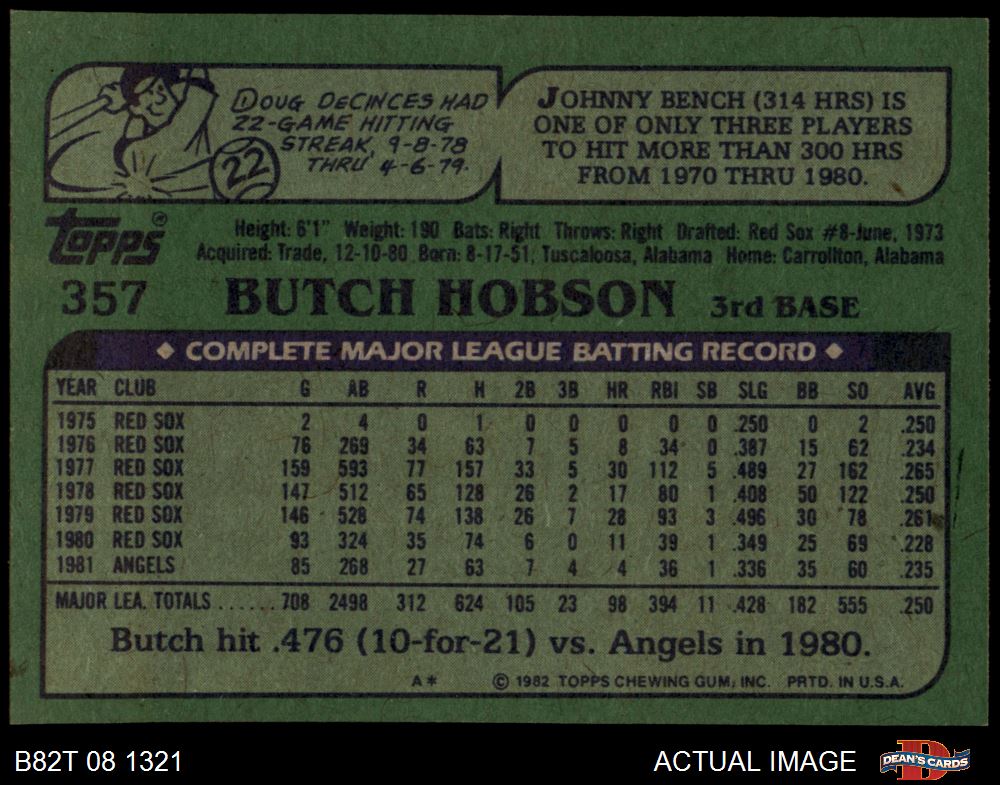 DOUG DECINCES HAD
22-GAME HITTING
STREAK, 9-8-78
THRU 4-6-79.
22
JOHNNY BENCH (314 HRS) IS
ONE OF ONLY THREE PLAYERS
TO HIT MORE THAN 300 HRS
FROM 1970 THRU 1980.
Topps®
Height: 6'1" Weight: 190 Bats: Right Throws: Right Drafted: Red Sox #8-June, 1973
Acquired: Trade, 12-10-80 Born: 8-17-51, Tuscaloosa, Alabama Home: Carrollton, Alabama
357 BUTCH HOBSON 3rd BASE
◆ COMPLETE MAJOR LEAGUE BATTING RECORD ◆
YEAR CLUB G AB R H 2B 3B HR RBI SB SLG BB SO AVG
1975 RED SOX 2 4 0 1 0 0 0 0 0 .250 0 2 .250
1976 RED SOX 76 269 34 63 7 5 8 34 0 .387 15 62 .234
1977 RED SOX 159 593 77 157 33 5 30 112 5 .489 27 162 .265
1978 RED SOX 147 512 65 128 26 2 17 80 1 .408 50 122 .250
1979 RED SOX 146 528 74 138 26 7 28 93 3 .496 30 78 .261
1980 RED SOX 93 324 35 74 6 0 11 39 1 .349 25 69 .228
1981 ANGELS 85 268 27 63 7 4 4 36 1 .336 35 60 .235
MAJOR LEA. TOTALS ...... 708 2498 312 624 105 23 98 394 11 .428 182 555 .250
Butch hit .476 (10-for-21) vs. Angels in 1980.
A* © 1982 TOPPS CHEWING GUM, INC. PRTD. IN U.S.A.
B82T 08 1321 ACTUAL IMAGE D DEAN'S CARDS